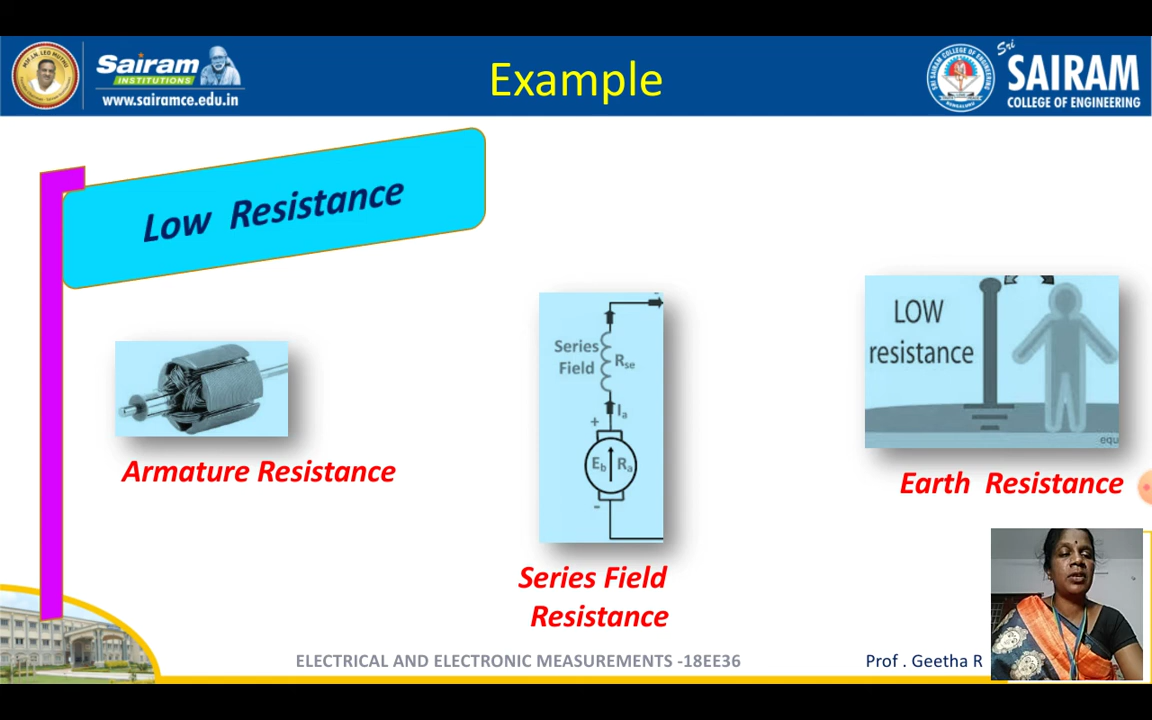 Sairam
INSTITUTIONS
www.sairamce.edu.in
Example
Sri
SAIRAM
COLLEGE OF ENGINEERING
Low Resistance
Armature Resistance
Series
Field
Rse
Ia
+
Eb Ra
-
Series Field
Resistance
LOW
resistance
equ
Earth Resistance
ELECTRICAL AND ELECTRONIC MEASUREMENTS -18EE36
Prof . Geetha R